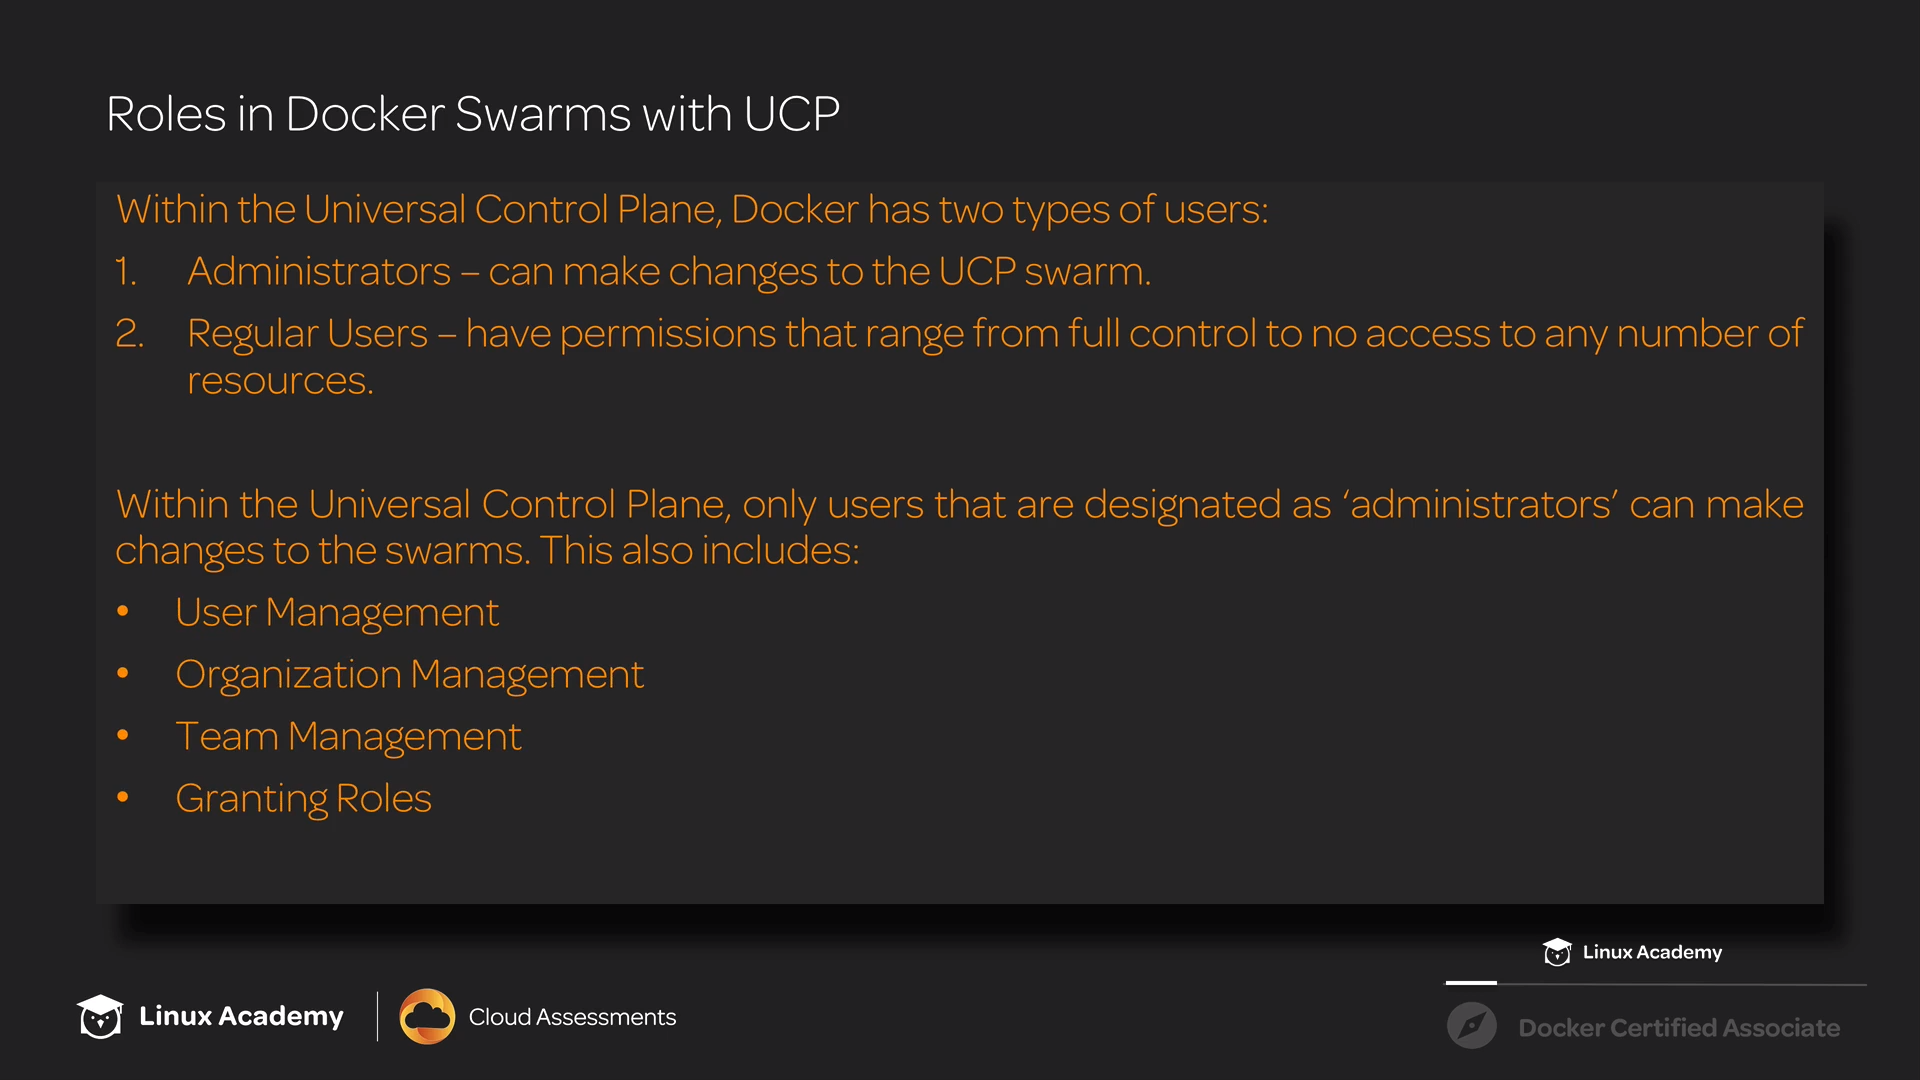 Roles in Docker Swarms with UCP
Within the Universal Control Plane, Docker has two types of users:
1. Administrators – can make changes to the UCP swarm.
2. Regular Users – have permissions that range from full control to no access to any number of
resources.
Within the Universal Control Plane, only users that are designated as ‘administrators’ can make
changes to the swarms. This also includes:
• User Management
• Organization Management
• Team Management
• Granting Roles
Linux Academy
Linux Academy
Cloud Assessments
Docker Certified Associate